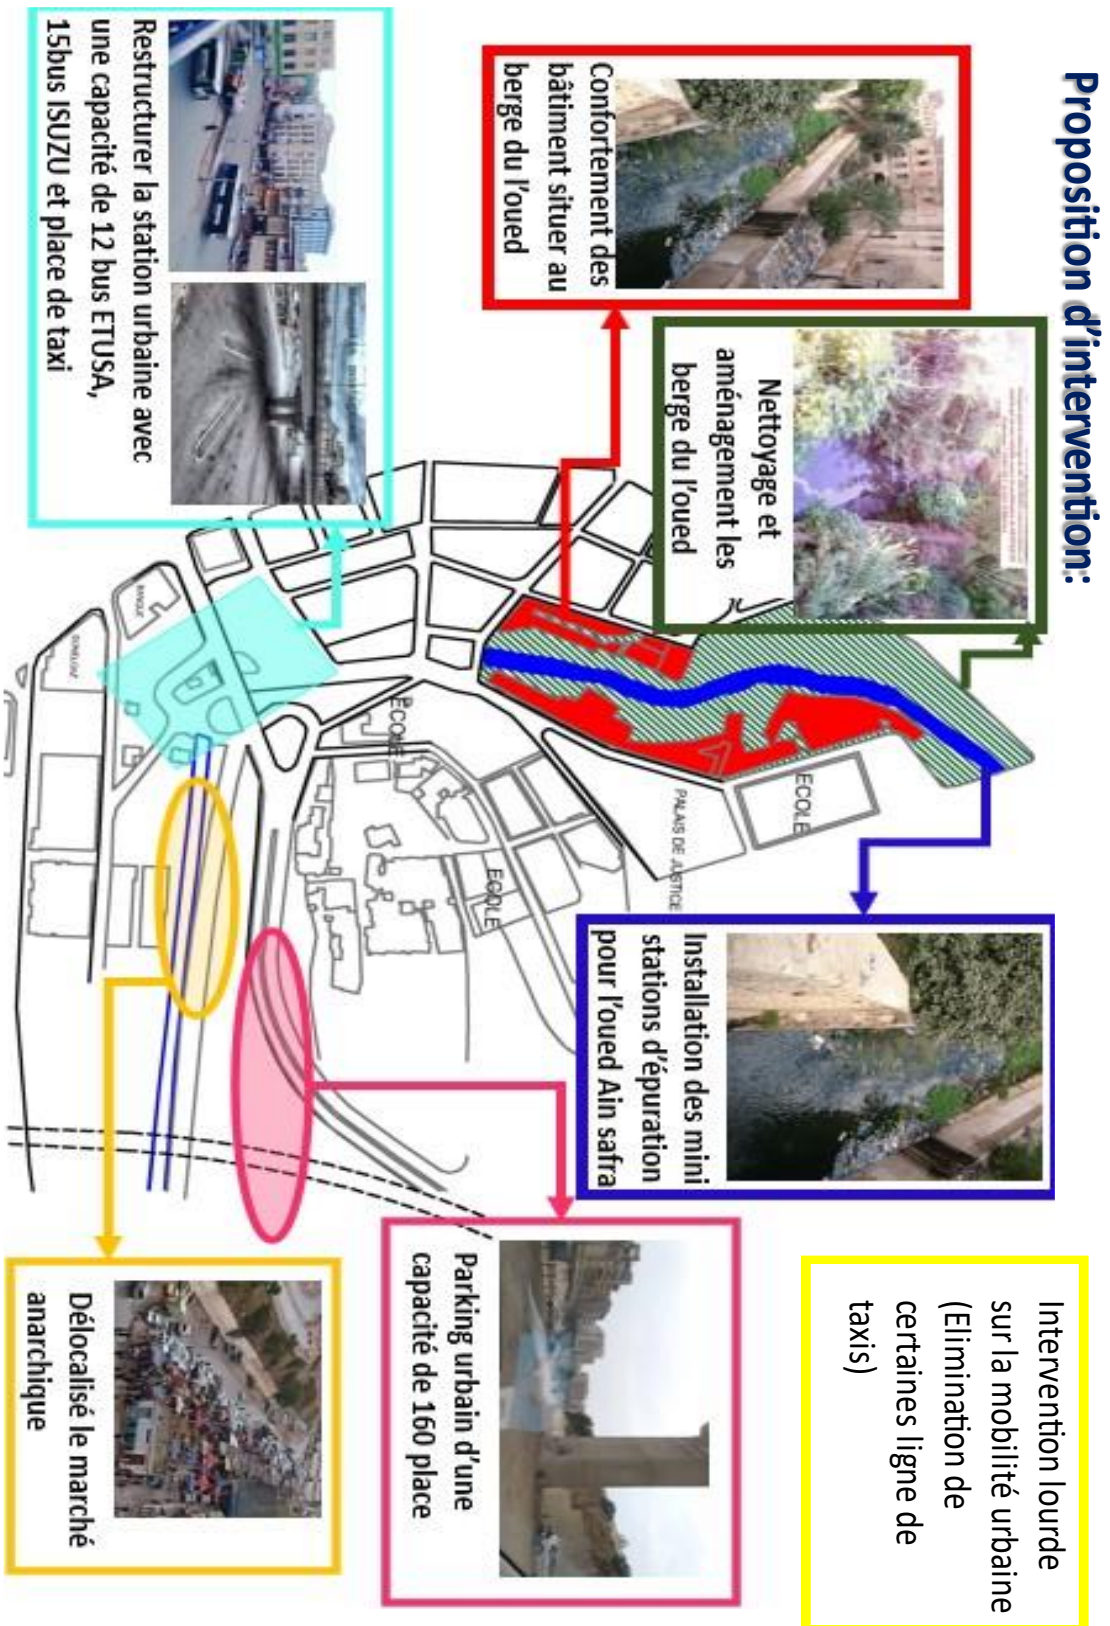 Proposition d'intervention:
Confortement des
bâtiment situer au
berge du l'oued
Nettoyage et
aménagement les
berge du l'oued
Restructurer la station urbaine avec
une capacité de 12 bus ETUSA,
15bus ISUZU et place de taxi
Installation des mini
stations d'épuration
pour l'oued Ain safra
Intervention lourde
sur la mobilité urbaine
(Elimination de
certaines ligne de
taxis)
Parking urbain d'une
capacité de 160 place
Délocalisé le marché
anarchique
ECOLE
PALAIS DE JUSTICE
ECOLE
ECOLE